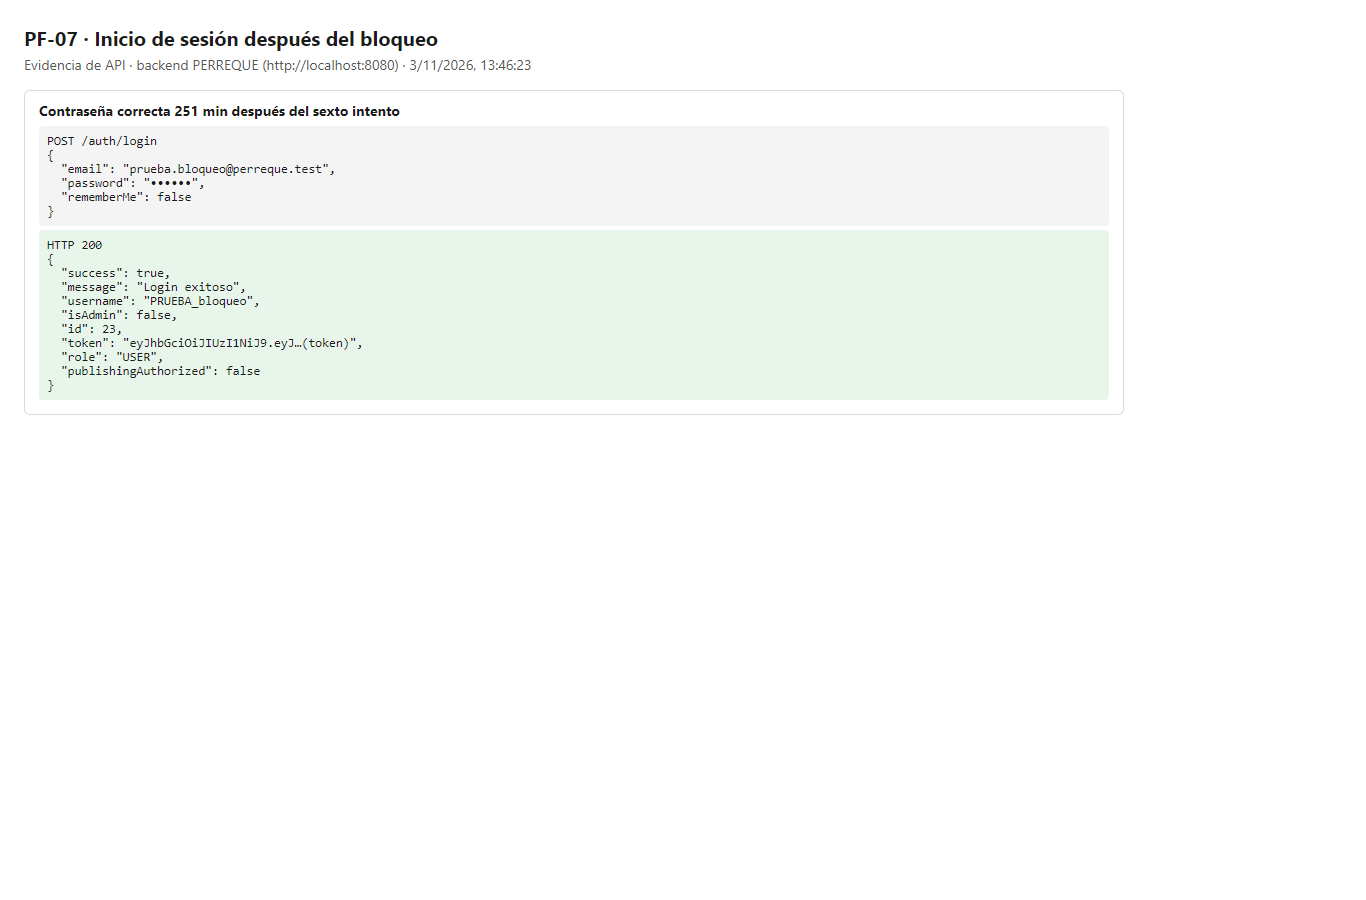 PF-07 · Inicio de sesión después del bloqueo
Evidencia de API · backend PERREQUE (http://localhost:8080) · 3/11/2026, 13:46:23
Contraseña correcta 251 min después del sexto intento
POST /auth/login
{
  "email": "prueba.bloqueo@perreque.test",
  "password": "••••••",
  "rememberMe": false
}
HTTP 200
{
  "success": true,
  "message": "Login exitoso",
  "username": "PRUEBA_bloqueo",
  "isAdmin": false,
  "id": 23,
  "token": "eyJhbGciOiJIUzI1NiJ9.eyJ…(token)",
  "role": "USER",
  "publishingAuthorized": false
}